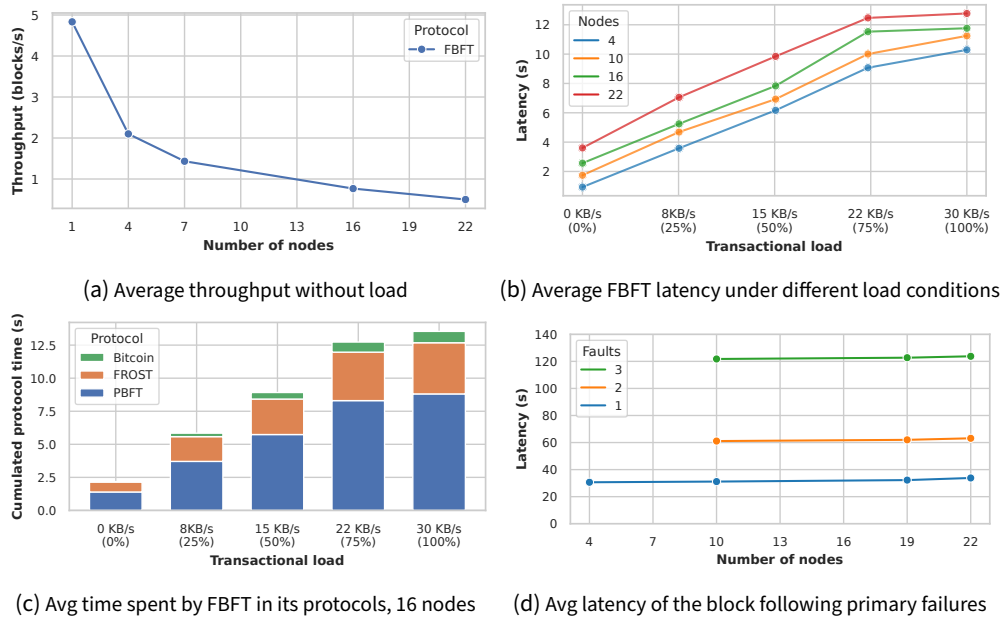 5
4
3
2
1
Throughput (blocks/s)
Protocol
FBFT
1 4 7 10 13 16 19 22
Number of nodes
(a) Average throughput without load
12
10
8
6
4
2
Latency (s)
Nodes
4
10
16
22
0 KB/s 8KB/s 15 KB/s 22 KB/s 30 KB/s
(0%) (25%) (50%) (75%) (100%)
Transactional load
(b) Average FBFT latency under different load conditions
12.5
10.0
7.5
5.0
2.5
0.0
Cumulated protocol time (s)
Protocol
Bitcoin
FROST
PBFT
0 KB/s 8KB/s 15 KB/s 22 KB/s 30 KB/s
(0%) (25%) (50%) (75%) (100%)
Transactional load
(c) Avg time spent by FBFT in its protocols, 16 nodes
140
120
100
80
60
40
20
0
Latency (s)
Faults
3
2
1
4 7 10 13 16 19 22
Number of nodes
(d) Avg latency of the block following primary failures